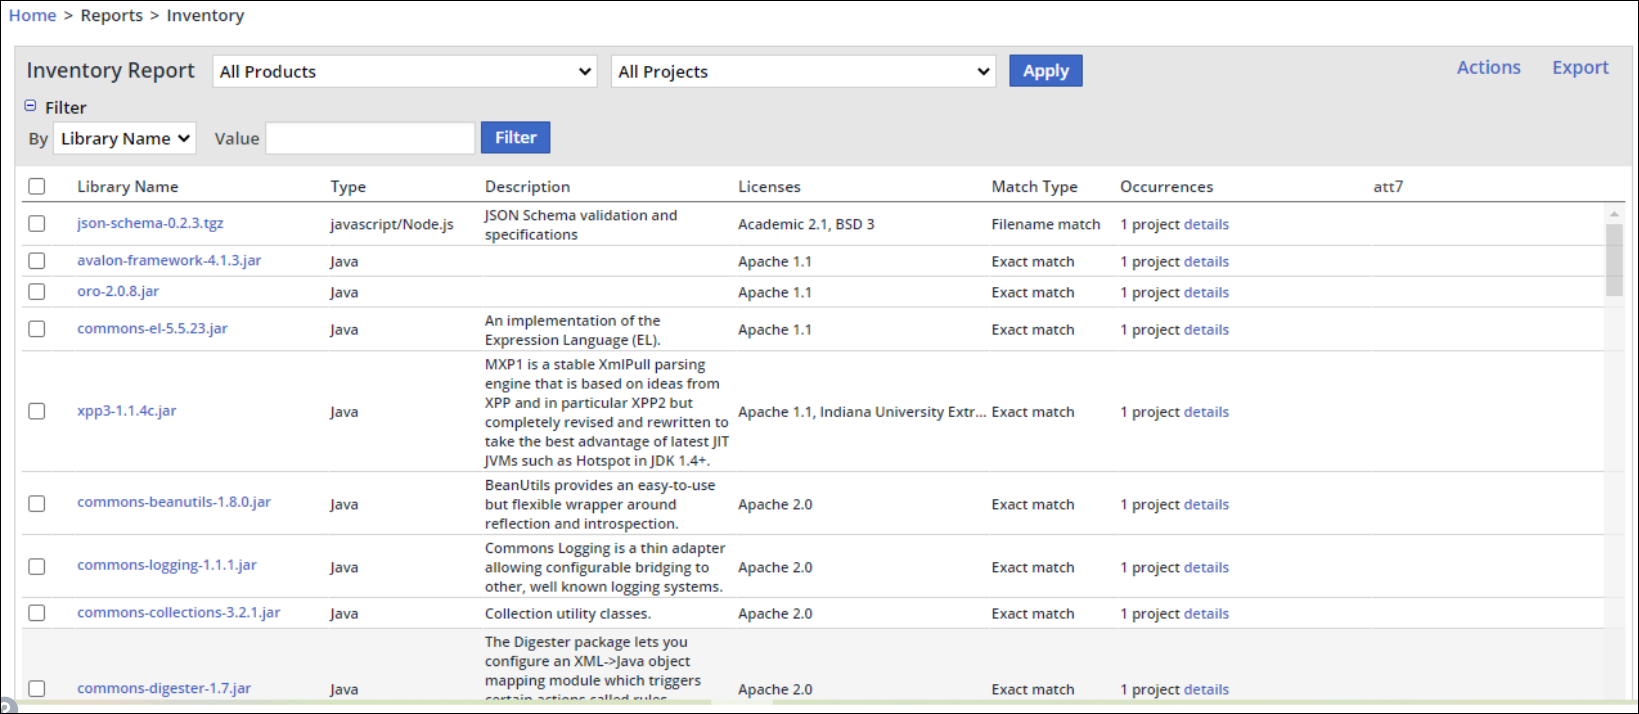 Home > Reports > Inventory
Inventory Report All Products All Projects Apply Actions Export
Filter
By Library Name Value Filter
Library Name Type Description Licenses Match Type Occurrences att7
json-schema-0.2.3.tgz javascript/Node.js JSON Schema validation and
specifications Academic 2.1, BSD 3 Filename match 1 project details
avalon-framework-4.1.3.jar Java Apache 1.1 Exact match 1 project details
oro-2.0.8.jar Java Apache 1.1 Exact match 1 project details
commons-el-5.5.23.jar Java An implementation of the
Expression Language (EL). Apache 1.1 Exact match 1 project details
xpp3-1.1.4c.jar Java MXP1 is a stable XmlPull parsing
engine that is based on ideas from
XPP and in particular XPP2 but
completely revised and rewritten to
take the best advantage of latest JIT
JVMs such as Hotspot in JDK 1.4+. Apache 1.1, Indiana University Extr... Exact match 1 project details
commons-beanutils-1.8.0.jar Java BeanUtils provides an easy-to-use
but flexible wrapper around
reflection and introspection. Apache 2.0 Exact match 1 project details
commons-logging-1.1.1.jar Java Commons Logging is a thin adapter
allowing configurable bridging to
other, well known logging systems. Apache 2.0 Exact match 1 project details
commons-collections-3.2.1.jar Java Collection utility classes. Apache 2.0 Exact match 1 project details
commons-digester-1.7.jar Java The Digester package lets you
configure an XML->Java object
mapping module which triggers
certain actions called rules Apache 2.0 Exact match 1 project details